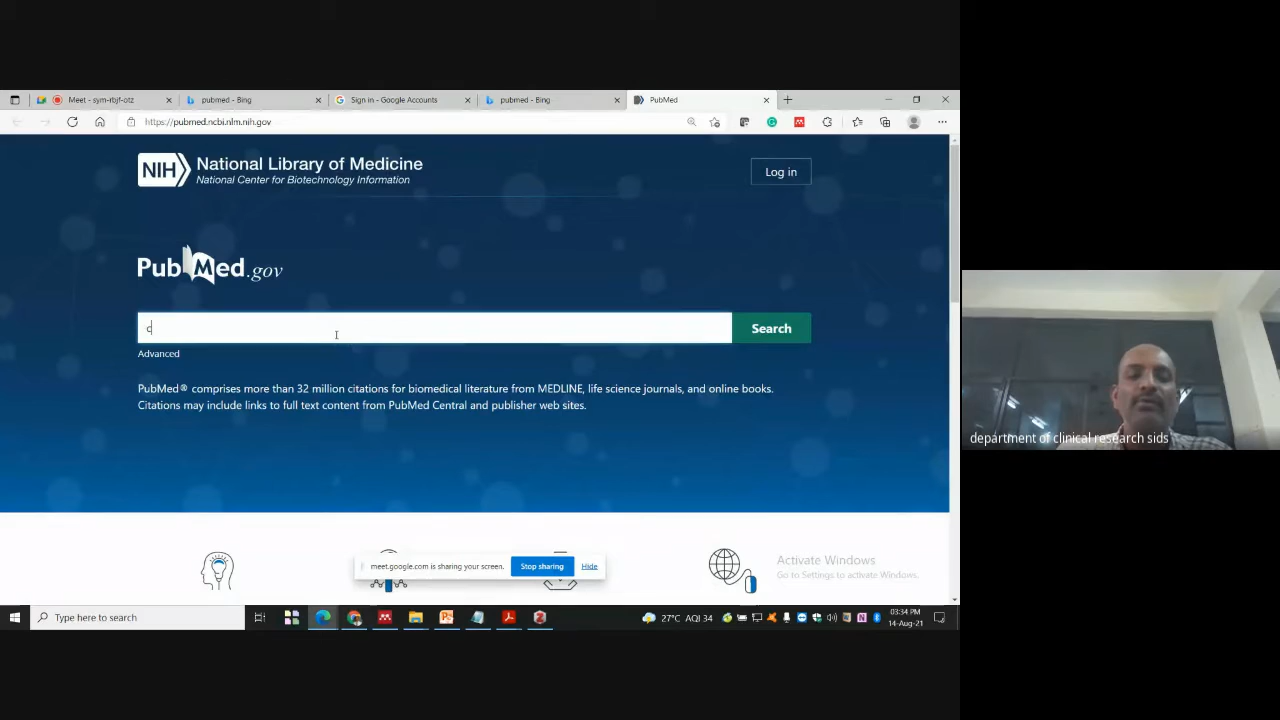 Meet - sym-rbjf-otz
pubmed - Bing
Sign in - Google Accounts
pubmed - Bing
PubMed
https://pubmed.ncbi.nlm.nih.gov
NIH
National Library of Medicine
National Center for Biotechnology Information
Log in
PubMed.gov
c
Search
Advanced
PubMed® comprises more than 32 million citations for biomedical literature from MEDLINE, life science journals, and online books.
Citations may include links to full text content from PubMed Central and publisher web sites.
department of clinical research sids
meet.google.com is sharing your screen.
Stop sharing
Hide
Activate Windows
Go to Settings to activate Windows.
Type here to search
27°C AQI 34
03:34 PM
14-Aug-21